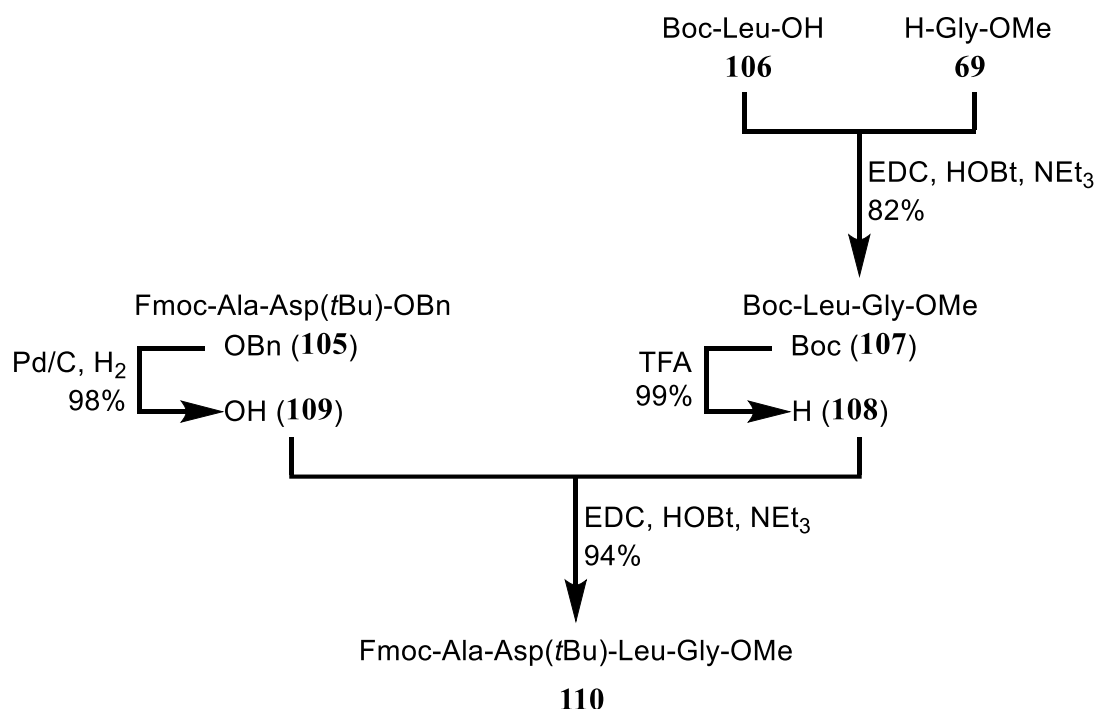 Boc-Leu-OH H-Gly-OMe
106 69
EDC, HOBt, NEt₃
82%
Fmoc-Ala-Asp(tBu)-OBn Boc-Leu-Gly-OMe
Pd/C, H₂ OBn (105) TFA Boc (107)
98% OH (109) 99% H (108)
EDC, HOBt, NEt₃
94%
Fmoc-Ala-Asp(tBu)-Leu-Gly-OMe
110